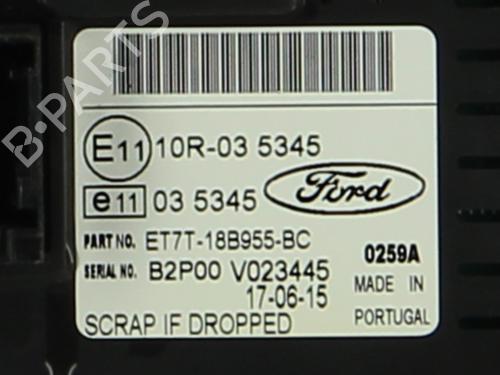 B-PARTS
E11 10R-03 5345
e11 03 5345 Ford
PART NO. ET7T-18B955-BC 0259A
SERIAL NO. B2P00 V023445 MADE IN
17-06-15 PORTUGAL
SCRAP IF DROPPED